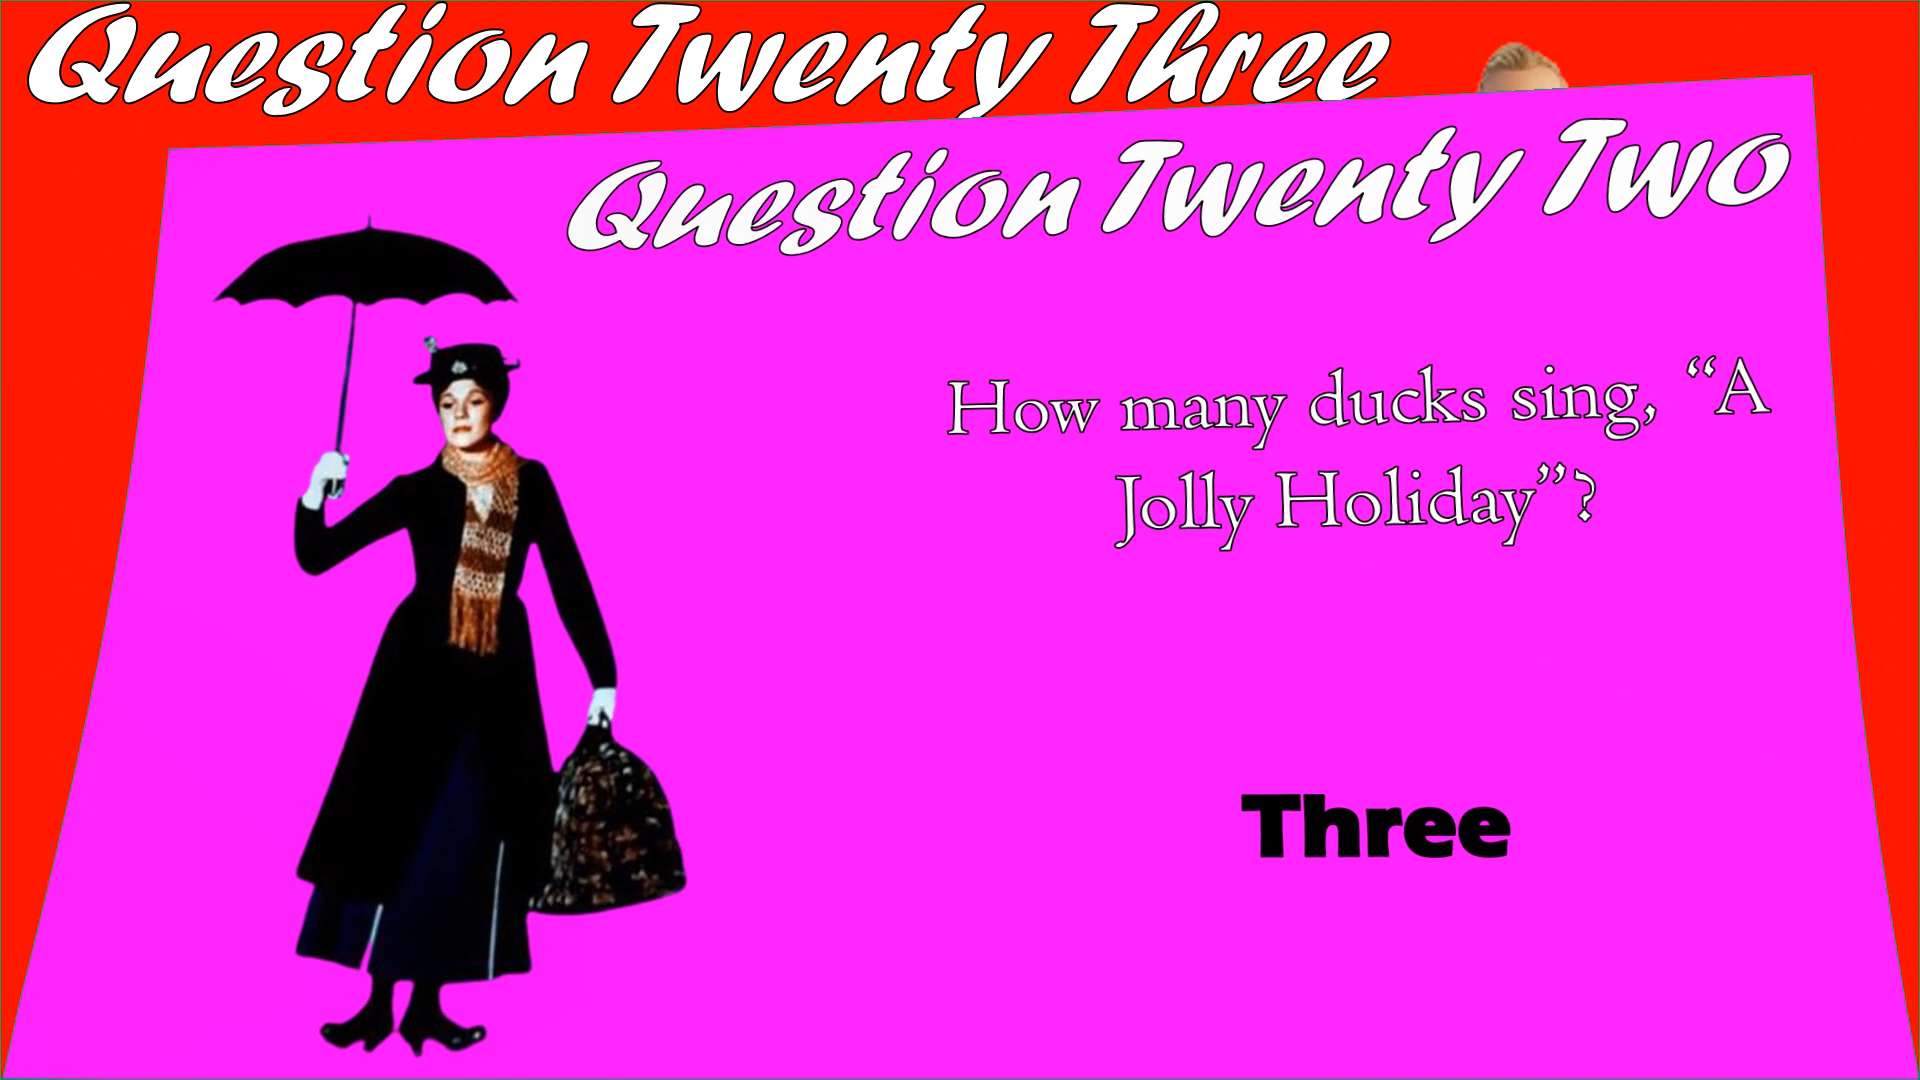 Question Twenty Three
Question Twenty Two
How many ducks sing, “A
Jolly Holiday”?
Three